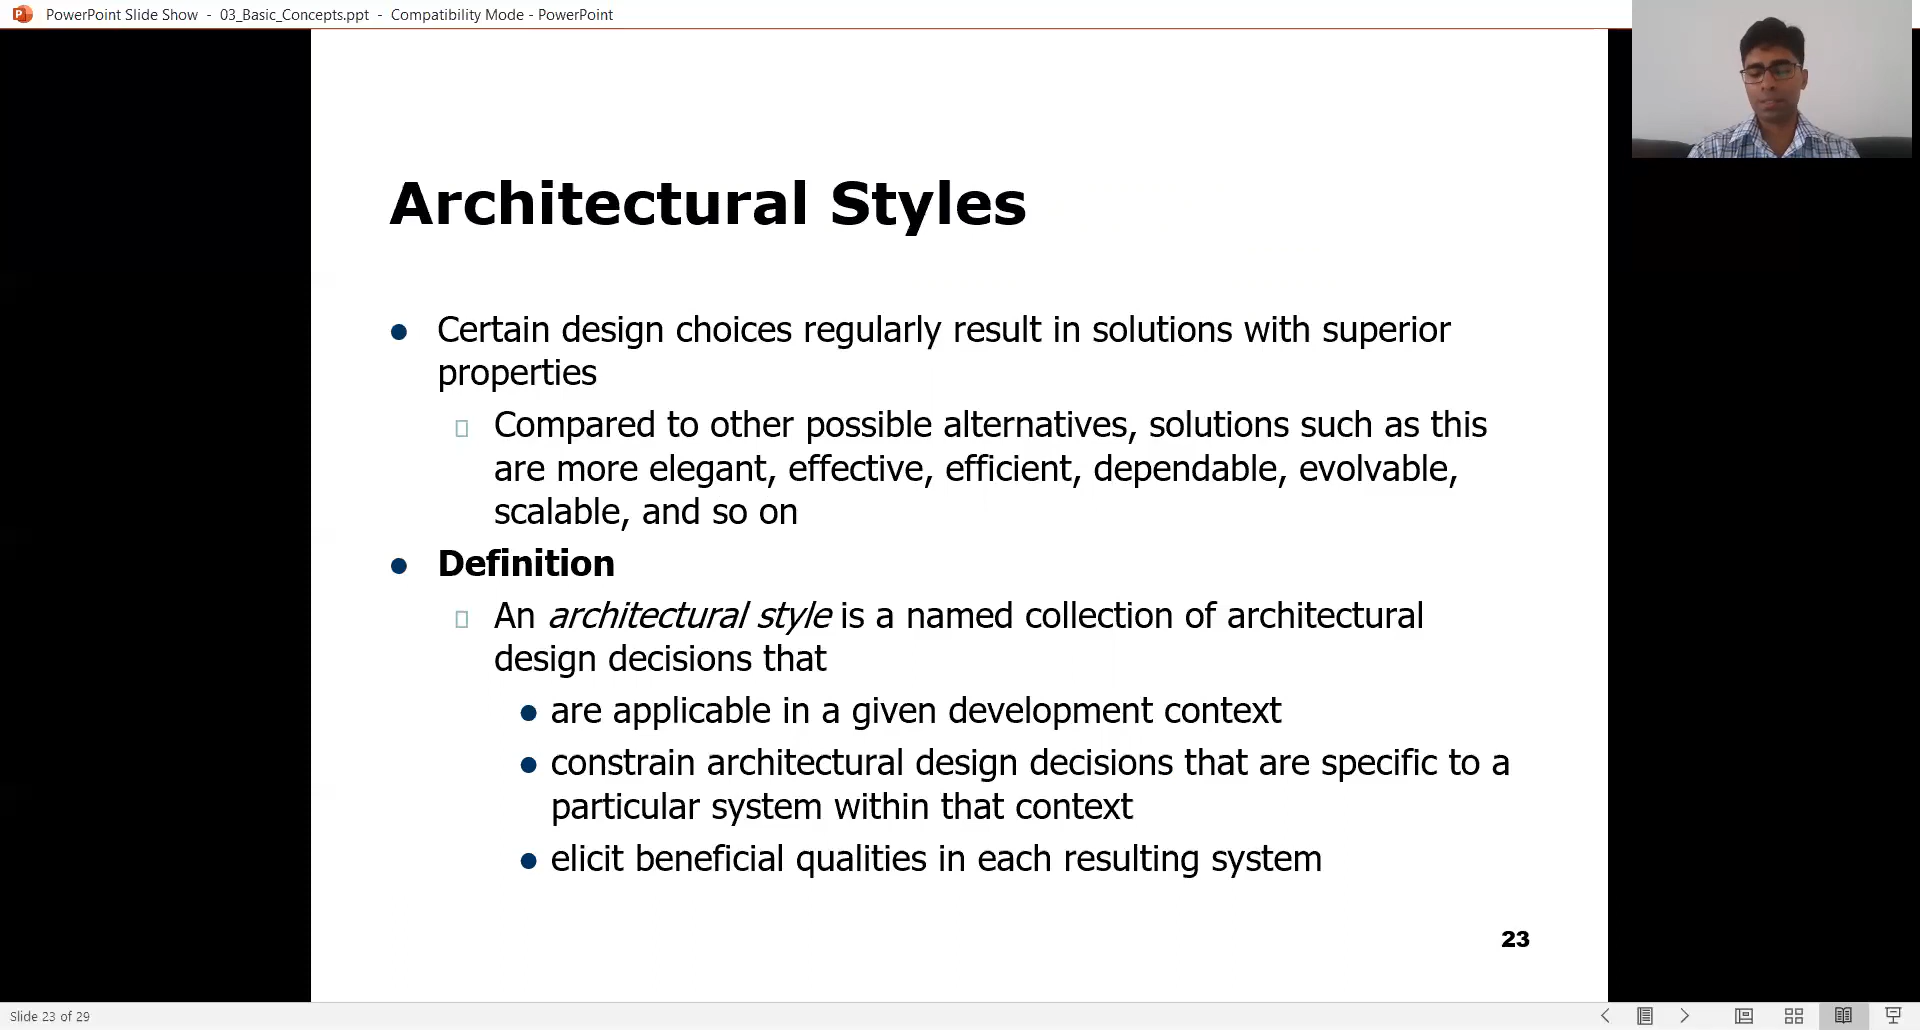 PowerPoint Slide Show - 03_Basic_Concepts.ppt - Compatibility Mode - PowerPoint
Architectural Styles
Certain design choices regularly result in solutions with superior
properties
Compared to other possible alternatives, solutions such as this
are more elegant, effective, efficient, dependable, evolvable,
scalable, and so on
Definition
An architectural style is a named collection of architectural
design decisions that
are applicable in a given development context
constrain architectural design decisions that are specific to a
particular system within that context
elicit beneficial qualities in each resulting system
23
Slide 23 of 29